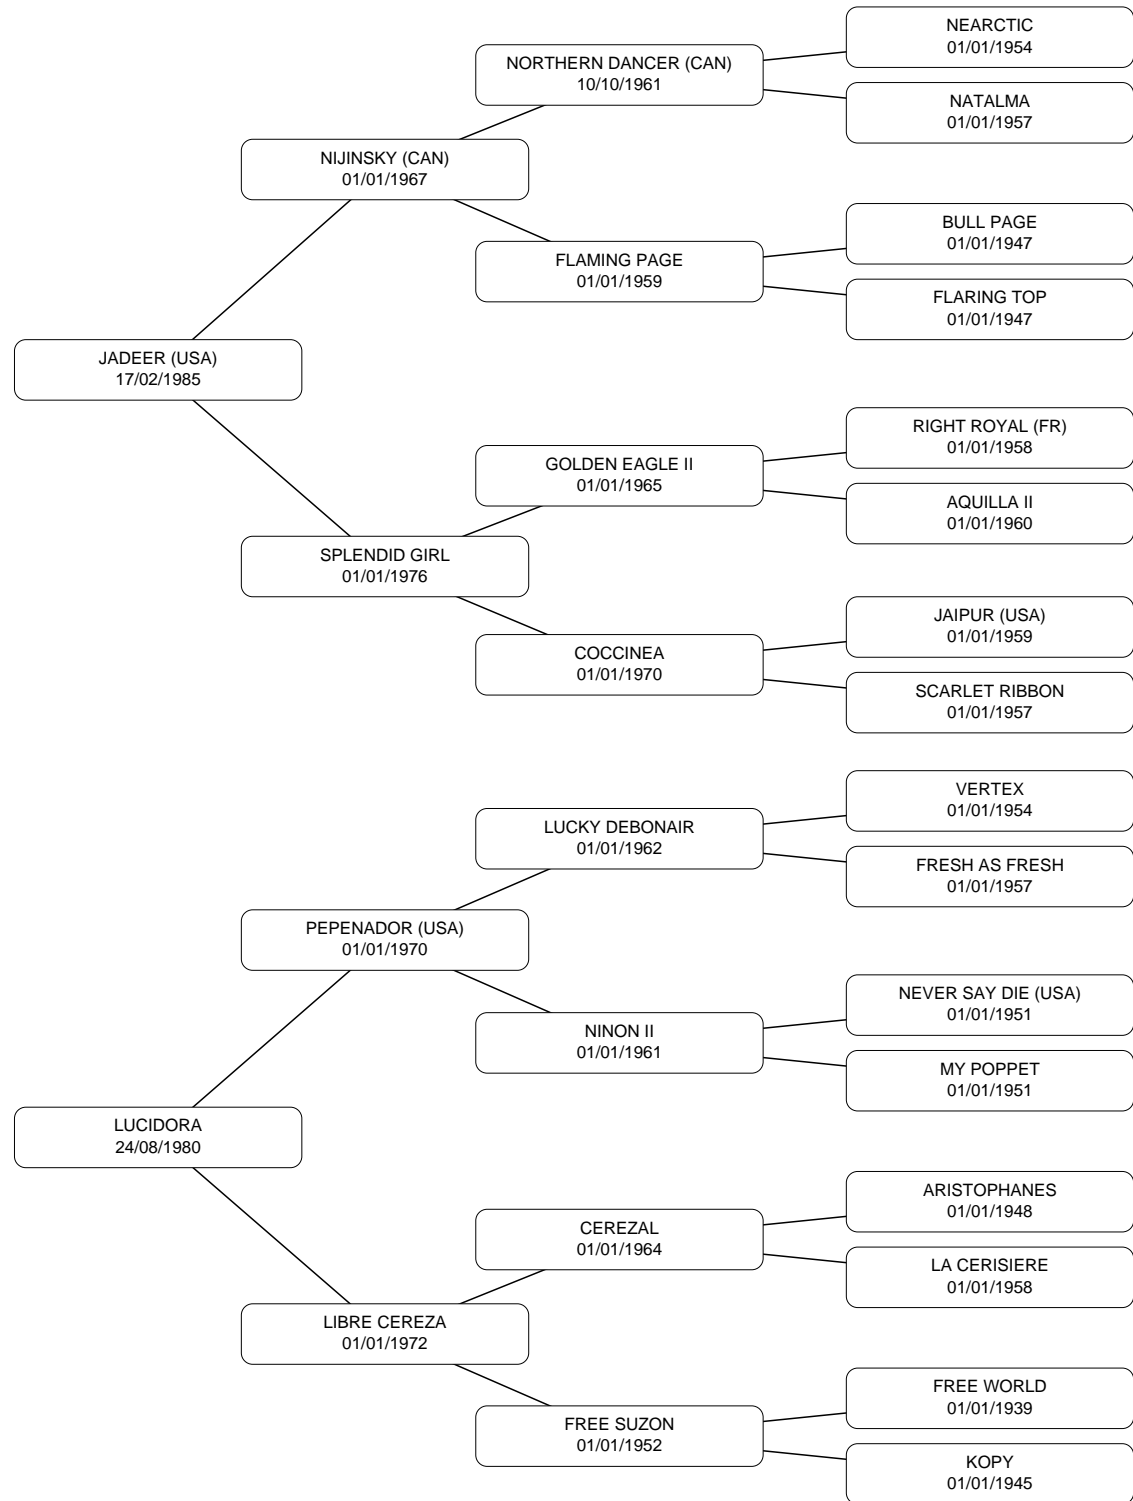 NEARCTIC
01/01/1954
NORTHERN DANCER (CAN)
10/10/1961
NATALMA
01/01/1957
NIJINSKY (CAN)
01/01/1967
BULL PAGE
01/01/1947
FLAMING PAGE
01/01/1959
FLARING TOP
01/01/1947
JADEER (USA)
17/02/1985
RIGHT ROYAL (FR)
01/01/1958
GOLDEN EAGLE II
01/01/1965
AQUILLA II
01/01/1960
SPLENDID GIRL
01/01/1976
JAIPUR (USA)
01/01/1959
COCCINEA
01/01/1970
SCARLET RIBBON
01/01/1957
VERTEX
01/01/1954
LUCKY DEBONAIR
01/01/1962
FRESH AS FRESH
01/01/1957
PEPENADOR (USA)
01/01/1970
NEVER SAY DIE (USA)
01/01/1951
NINON II
01/01/1961
MY POPPET
01/01/1951
LUCIDORA
24/08/1980
ARISTOPHANES
01/01/1948
CEREZAL
01/01/1964
LA CERISIERE
01/01/1958
LIBRE CEREZA
01/01/1972
FREE WORLD
01/01/1939
FREE SUZON
01/01/1952
KOPY
01/01/1945